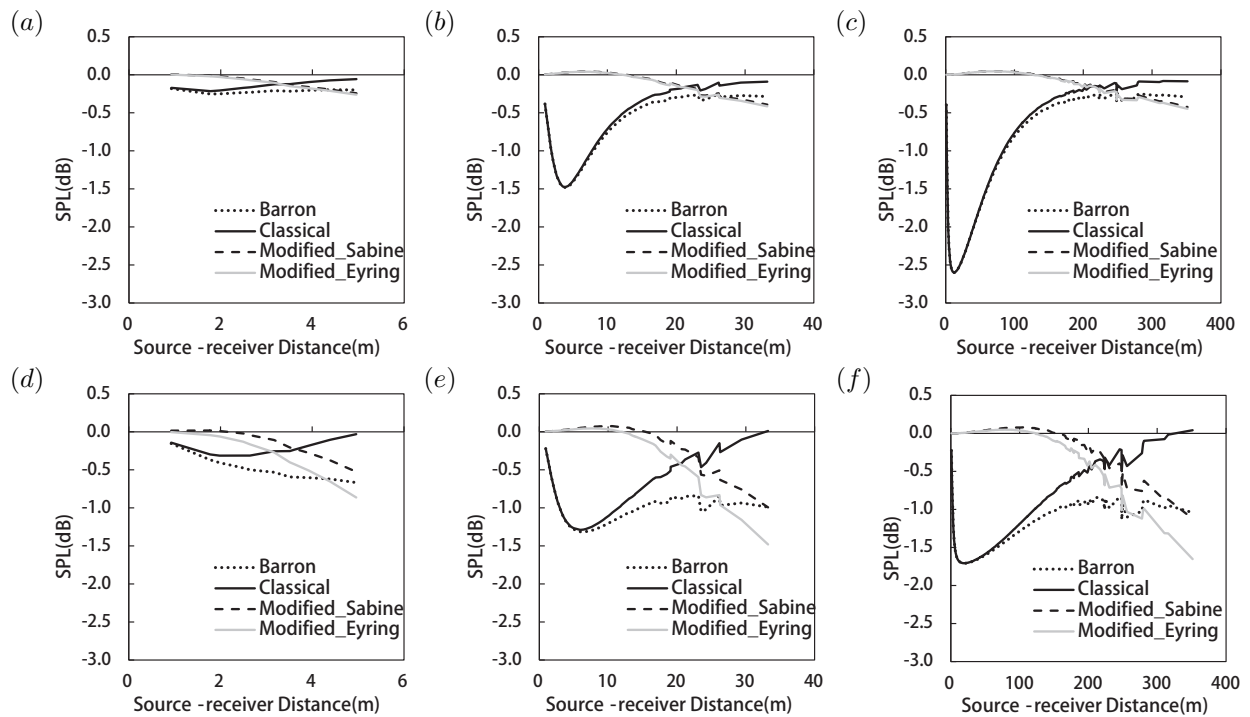 (a)
0.5
0.0
-0.5
-1.0
-1.5
-2.0
-2.5
-3.0
SPL(dB)
Barron
Classical
Modified_Sabine
Modified_Eyring
0 2 4 6
Source -receiver Distance(m)
(b)
0.5
0.0
-0.5
-1.0
-1.5
-2.0
-2.5
-3.0
SPL(dB)
Barron
Classical
Modified_Sabine
Modified_Eyring
0 10 20 30 40
Source -receiver Distance(m)
(c)
0.5
0.0
-0.5
-1.0
-1.5
-2.0
-2.5
-3.0
SPL(dB)
Barron
Classical
Modified_Sabine
Modified_Eyring
0 100 200 300 400
Source -receiver Distance(m)
(d)
0.5
0.0
-0.5
-1.0
-1.5
-2.0
-2.5
-3.0
SPL(dB)
Barron
Classical
Modified_Sabine
Modified_Eyring
0 2 4 6
Source -receiver Distance(m)
(e)
0.5
0.0
-0.5
-1.0
-1.5
-2.0
-2.5
-3.0
SPL(dB)
Barron
Classical
Modified_Sabine
Modified_Eyring
0 10 20 30 40
Source -receiver Distance(m)
(f)
0.5
0.0
-0.5
-1.0
-1.5
-2.0
-2.5
-3.0
SPL(dB)
Barron
Classical
Modified_Sabine
Modified_Eyring
0 100 200 300 400
Source -receiver Distance(m)